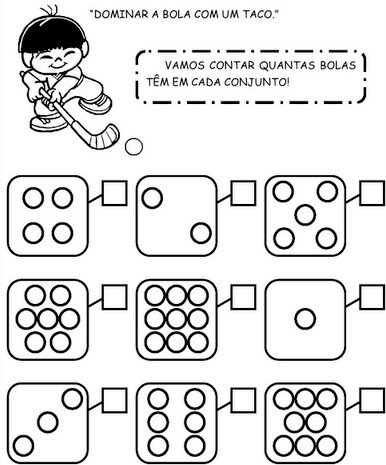 "DOMINAR A BOLA COM UM TACO."
VAMOS CONTAR QUANTAS BOLAS
TÊM EM CADA CONJUNTO!